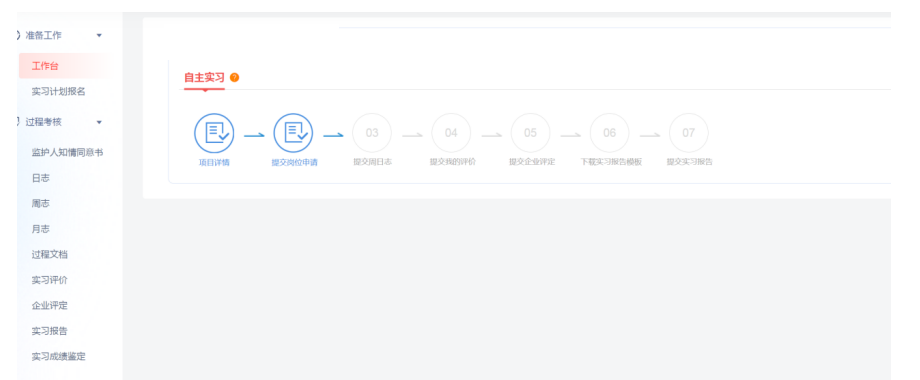 准备工作
工作台
实习计划报名
过程考核
监护人知情同意书
日志
周志
月志
过程文档
实习评价
企业评定
实习报告
实习成绩鉴定
自主实习
03
04
05
06
07
项目详情
提交岗位申请
提交周日志
提交我的评价
提交企业评定
下载实习报告模板
提交实习报告